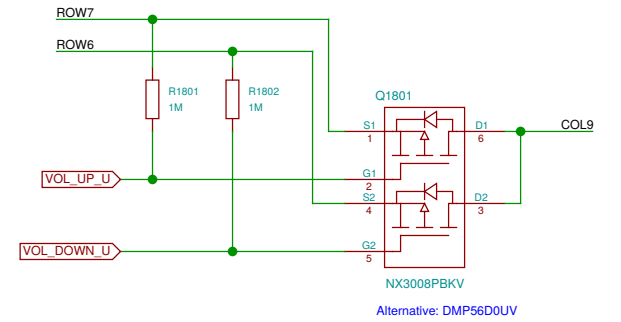 ROW7
ROW6
R1801
1M
R1802
1M
Q1801
S1
1
D1
6
COL9
G1
2
VOL_UP_U
S2
4
D2
3
G2
5
VOL_DOWN_U
NX3008PBKV
Alternative: DMP56D0UV